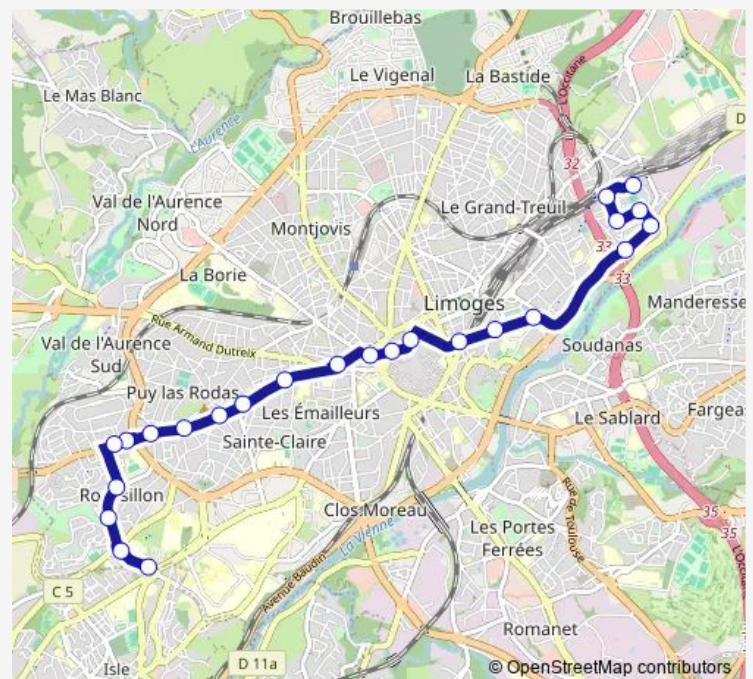 Brouillebas
Le Vigenal
La Bastide
L'Occitane
Le Mas Blanc
L'Aurence
32
D
Val de l'Aurence
Nord
Le Grand-Treuil
Montjovis
33
La Borie
33
Limoges
Manderesse
Rue Armand Dutreix
Val de l'Aurence
Sud
Soudanas
Puy las Rodas
Les Émailleurs
Le Sablard
Fargea
Sainte-Claire
Clos Moreau
Rue de Toulouse
35
35
L'Occ
La Vienne
Les Portes
Ferrées
Avenue Baudin
C 5
Romanet
Isle
D 11a
© OpenStreetMap contributors